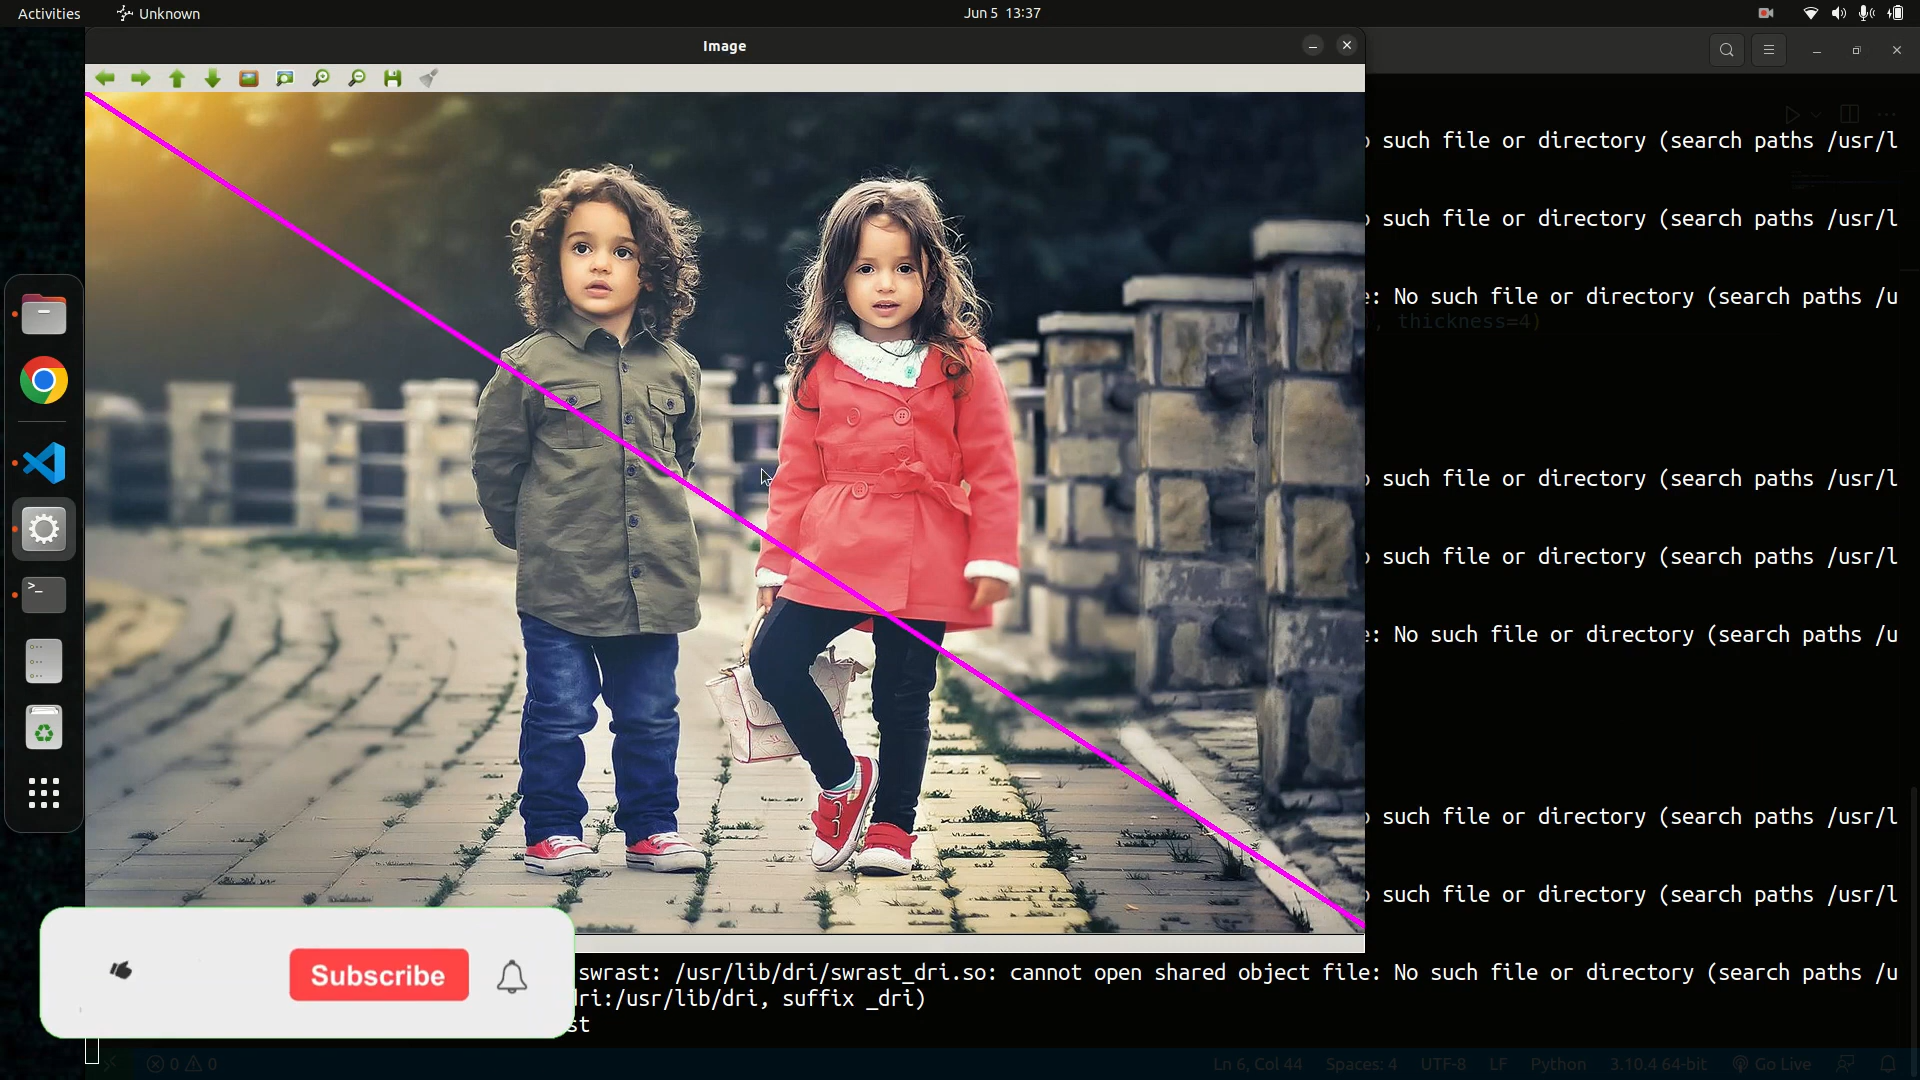 Activities
Unknown
Jun 5 13:37
Image
such file or directory (search paths /usr/l
such file or directory (search paths /usr/l
: No such file or directory (search paths /u
, thickness=4)
such file or directory (search paths /usr/l
such file or directory (search paths /usr/l
: No such file or directory (search paths /u
such file or directory (search paths /usr/l
such file or directory (search paths /usr/l
swrast: /usr/lib/dri/swrast_dri.so: cannot open shared object file: No such file or directory (search paths /u
dri:/usr/lib/dri, suffix _dri)
st
Subscribe
0 0
Ln 6, Col 44 Spaces: 4 UTF-8 LF Python 3.10.4 64-bit Go Live